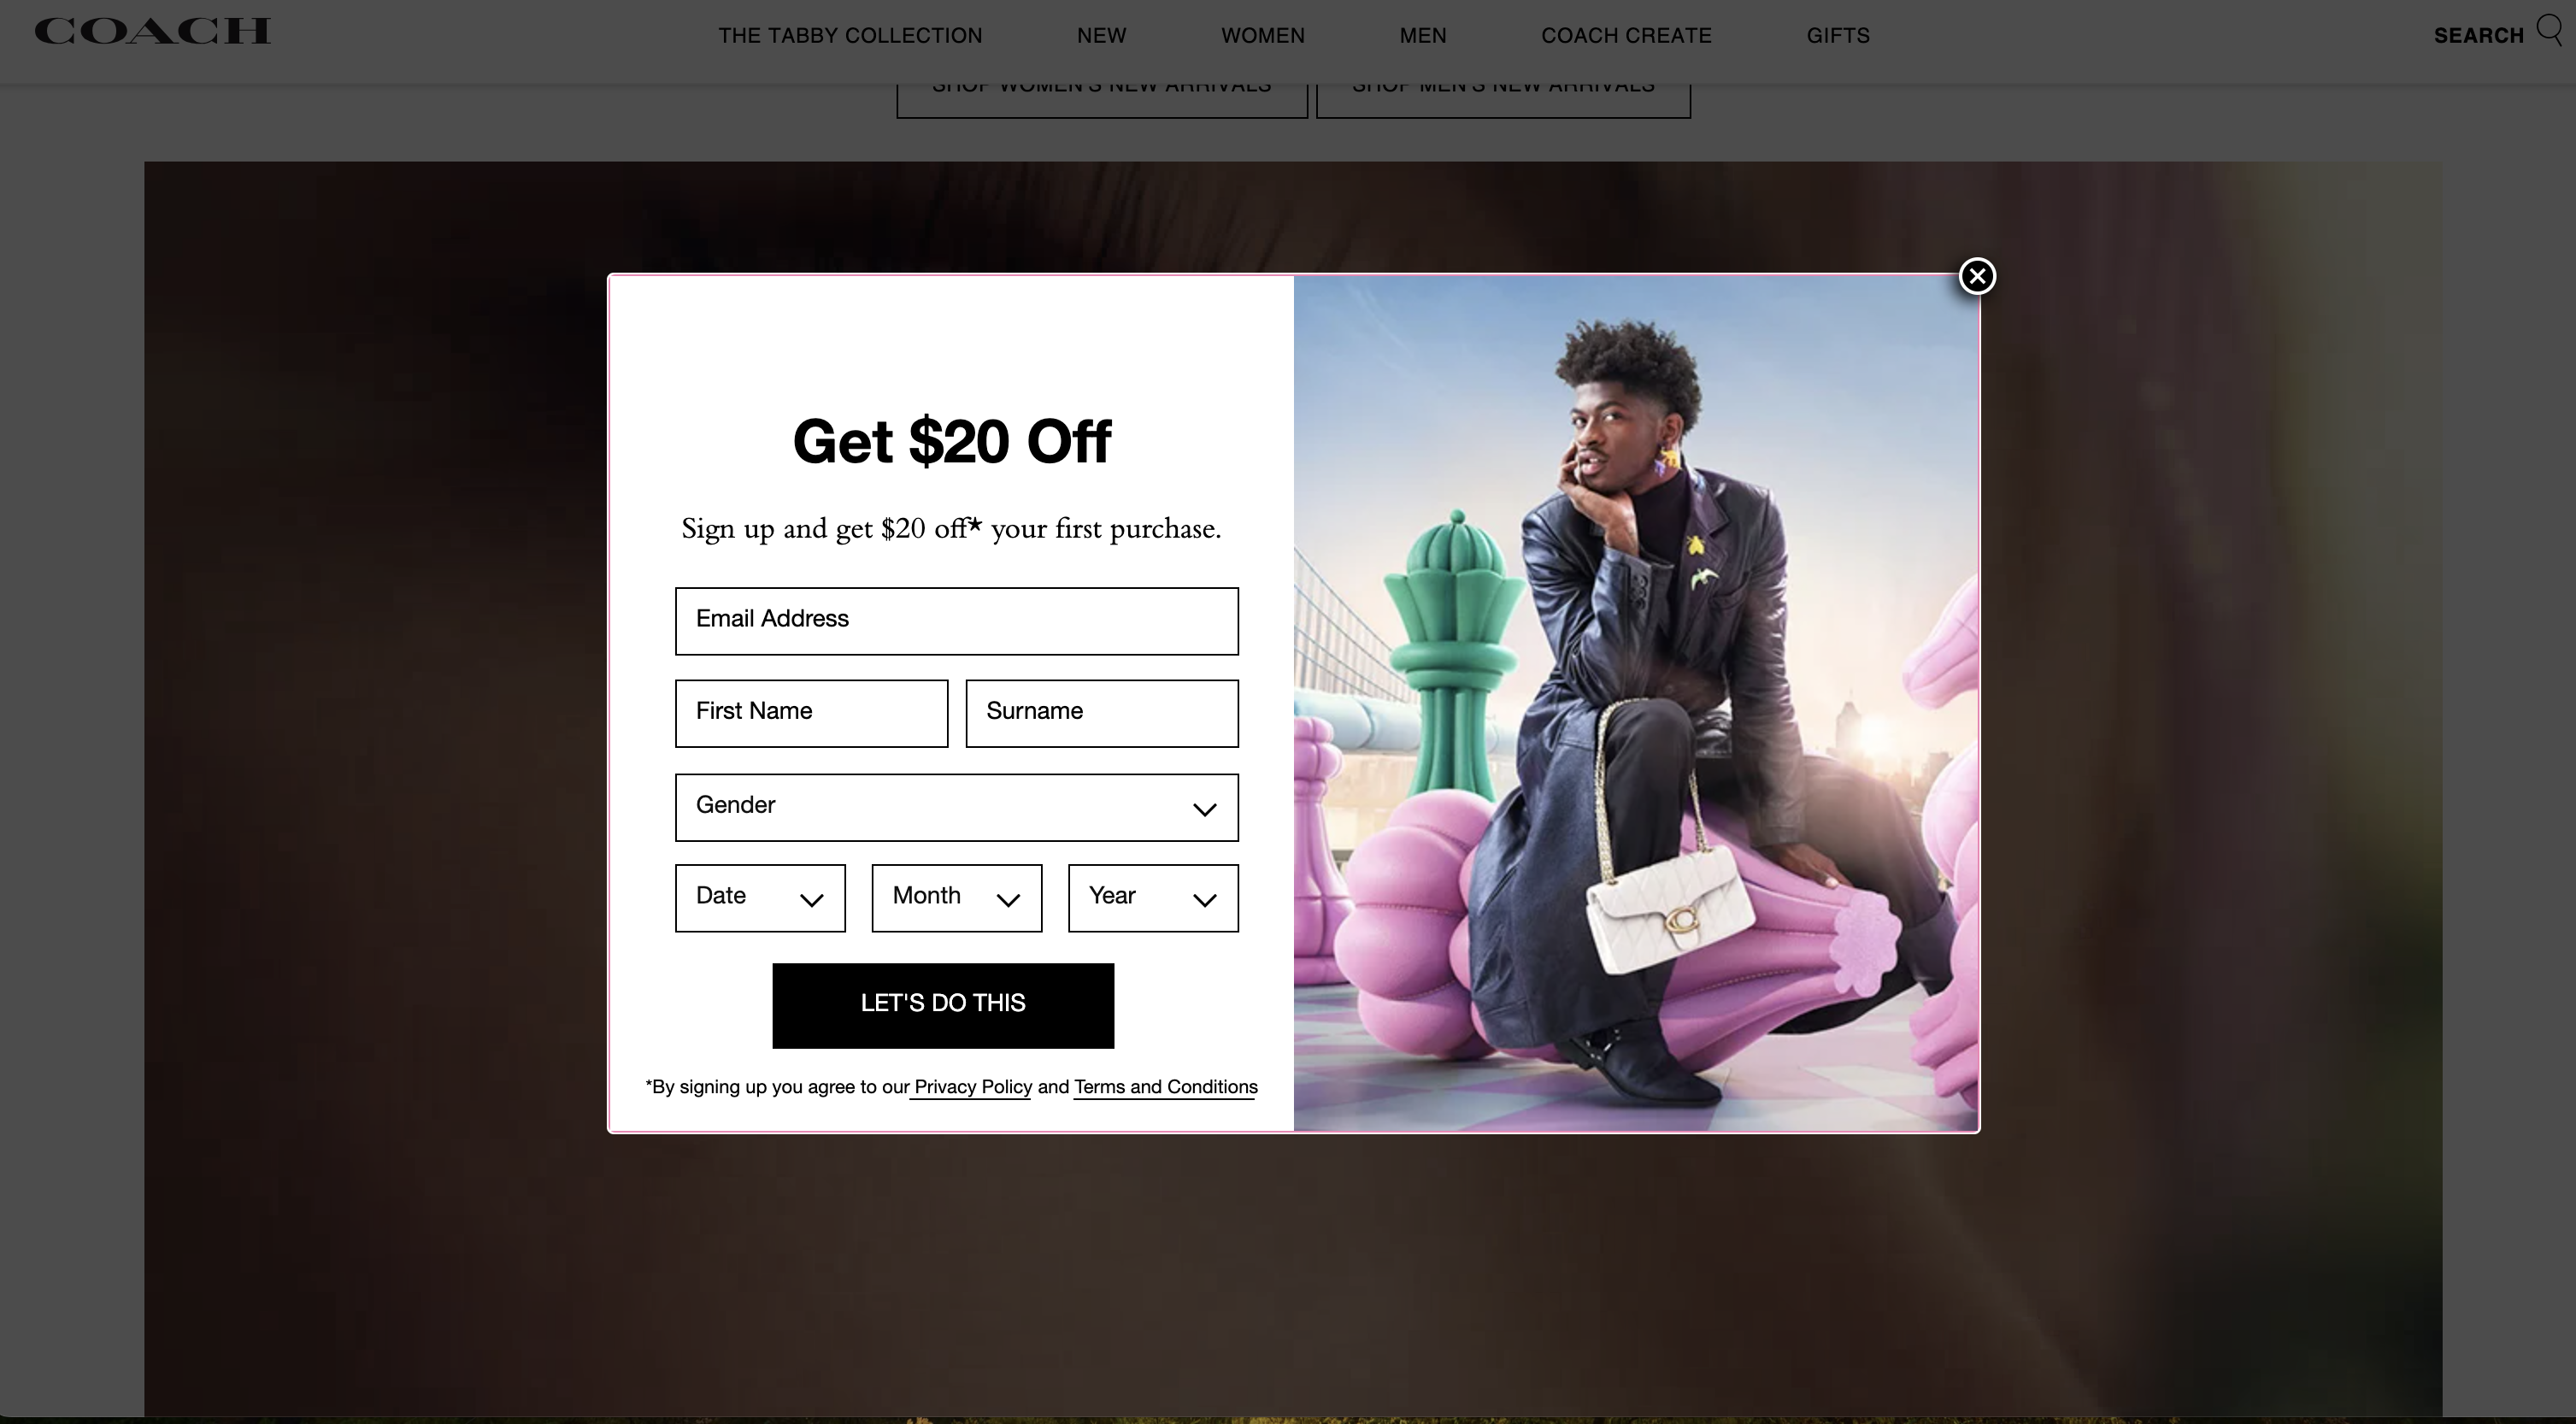 COACH
THE TABBY COLLECTION
NEW
WOMEN
MEN
COACH CREATE
GIFTS
SEARCH
SHOP WOMEN'S NEW ARRIVALS
SHOP MEN'S NEW ARRIVALS
Get $20 Off
Sign up and get $20 off* your first purchase.
Email Address
First Name
Surname
Gender
Date
Month
Year
LET'S DO THIS
*By signing up you agree to our Privacy Policy and Terms and Conditions